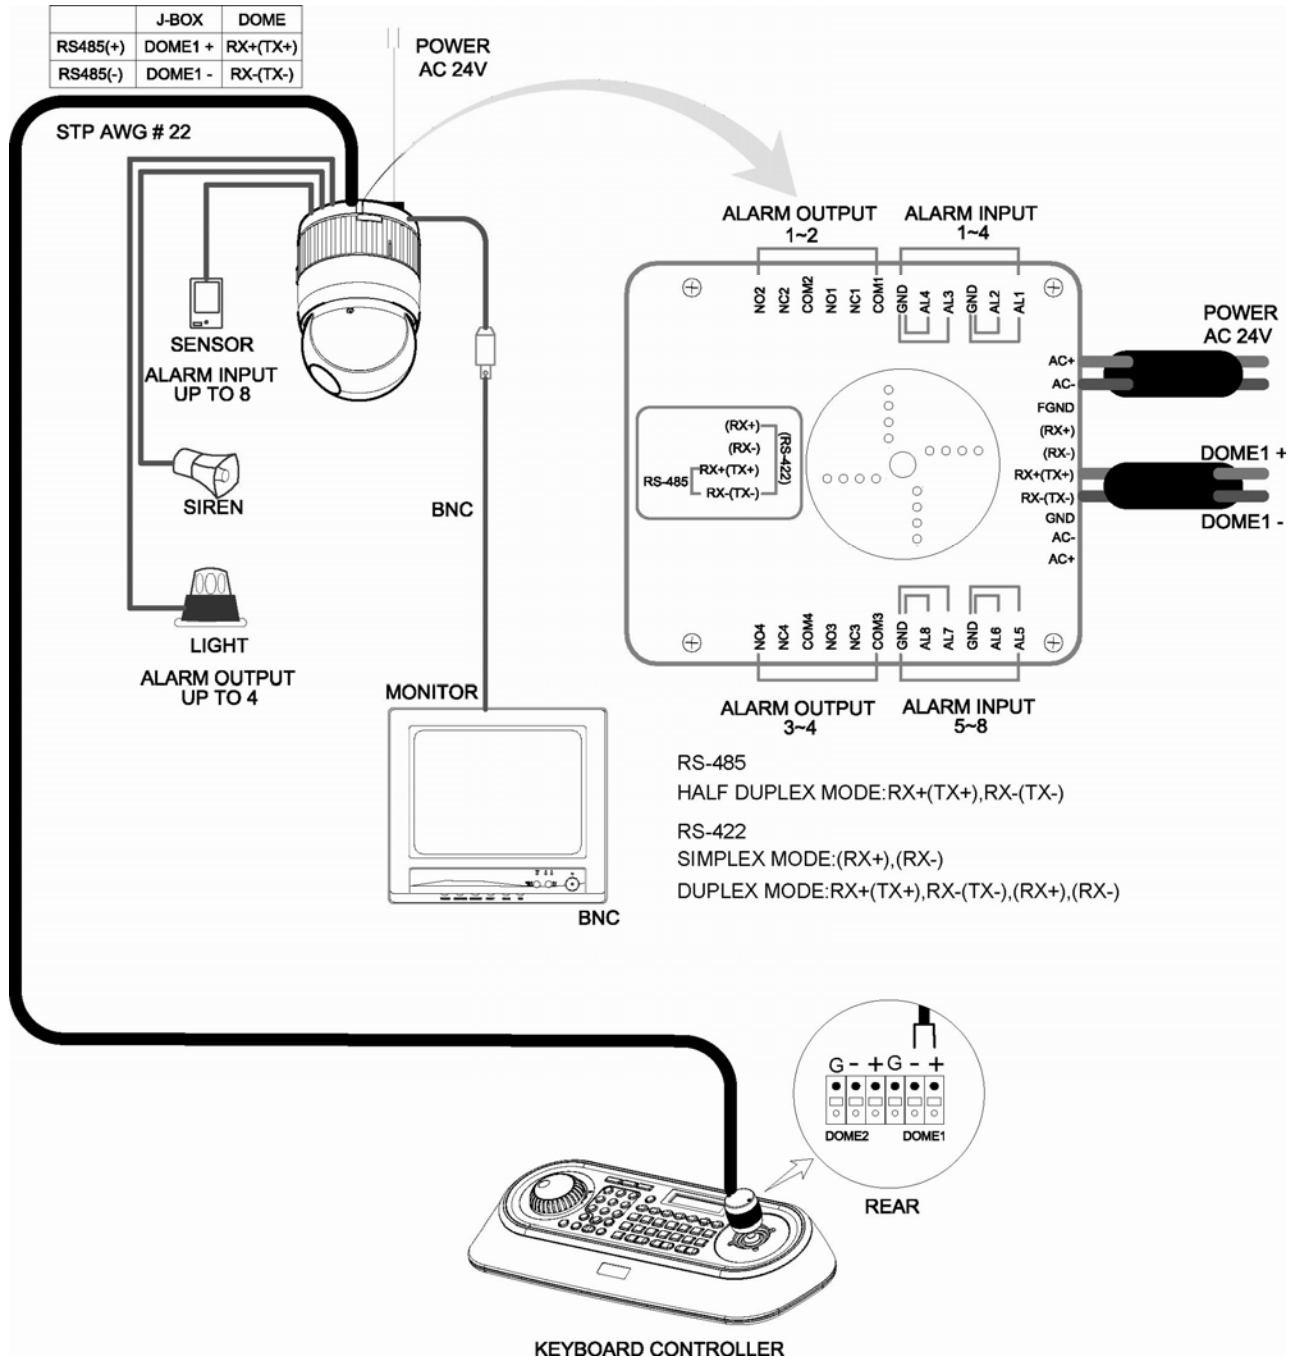 J-BOX DOME
RS485(+) DOME1 + RX+(TX+)
RS485(-) DOME1 - RX-(TX-)
POWER
AC 24V
STP AWG # 22
SENSOR
ALARM INPUT
UP TO 8
SIREN
LIGHT
ALARM OUTPUT
UP TO 4
BNC
MONITOR
BNC
ALARM OUTPUT
1~2
ALARM INPUT
1~4
NO2
NC2
COM2
NO1
NC1
COM1
GND
AL4
AL3
GND
AL2
AL1
POWER
AC 24V
AC+
AC-
FGND
(RX+)
(RX-)
RX+(TX+)
RX-(TX-)
GND
AC-
AC+
DOME1 +
DOME1 -
(RX+)
(RX-)
RX+(TX+)
RX-(TX-)
RS-485
(RS-422)
NO4
NC4
COM4
NO3
NC3
COM3
GND
AL8
AL7
GND
AL6
AL5
ALARM OUTPUT
3~4
ALARM INPUT
5~8
RS-485
HALF DUPLEX MODE:RX+(TX+),RX-(TX-)
RS-422
SIMPLEX MODE:(RX+),(RX-)
DUPLEX MODE:RX+(TX+),RX-(TX-),(RX+),(RX-)
G - + G - +
DOME2 DOME1
REAR
KEYBOARD CONTROLLER